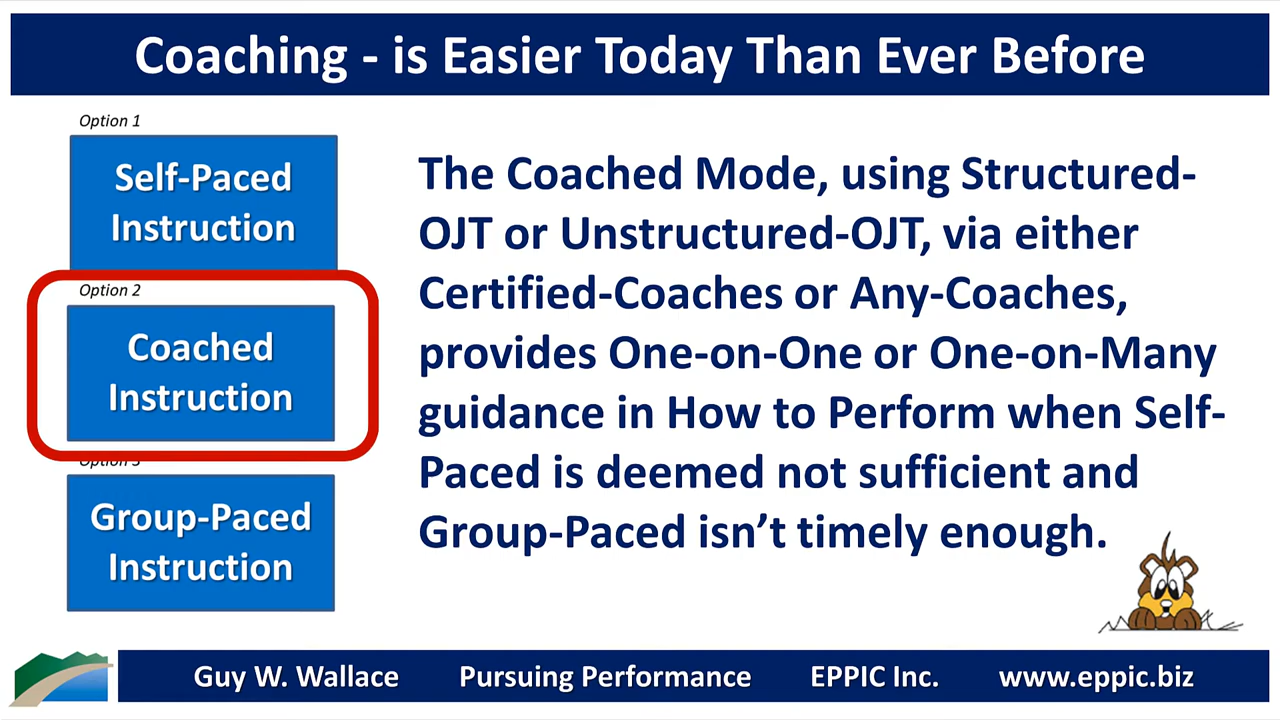 Coaching - is Easier Today Than Ever Before
Option 1
Self-Paced
Instruction
Option 2
Coached
Instruction
Option 3
Group-Paced
Instruction
The Coached Mode, using Structured-
OJT or Unstructured-OJT, via either
Certified-Coaches or Any-Coaches,
provides One-on-One or One-on-Many
guidance in How to Perform when Self-
Paced is deemed not sufficient and
Group-Paced isn’t timely enough.
Guy W. Wallace Pursuing Performance EPPIC Inc. www.eppic.biz